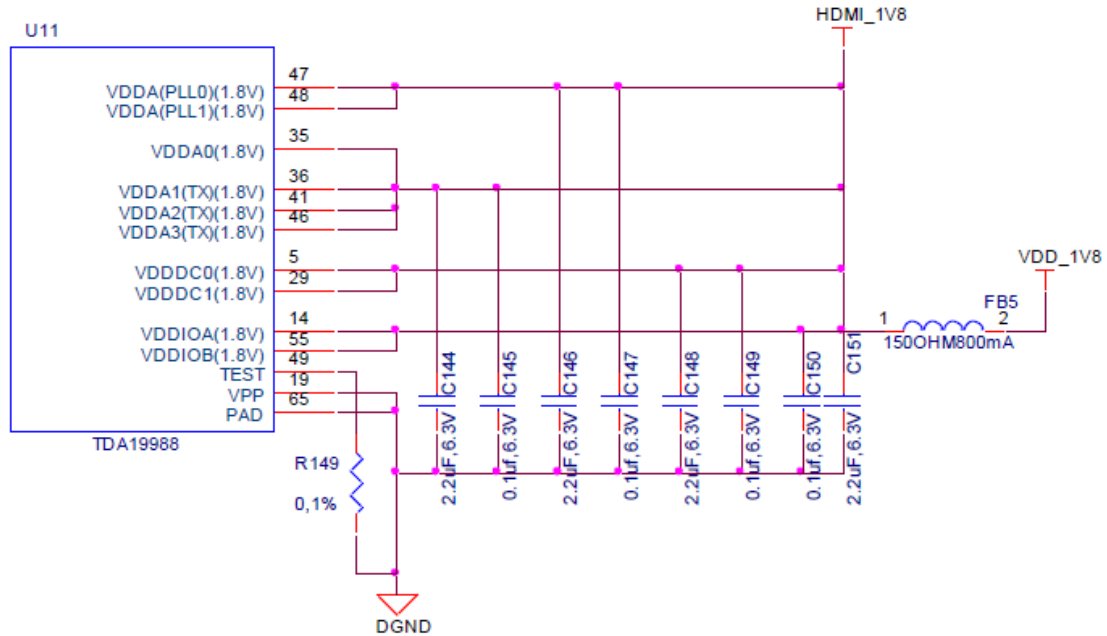 HDMI_1V8
U11
47
VDDA(PLL0)(1.8V)
48
VDDA(PLL1)(1.8V)
35
VDDA0(1.8V)
36
VDDA1(TX)(1.8V)
41
VDDA2(TX)(1.8V)
46
VDDA3(TX)(1.8V)
5
VDDDC0(1.8V)
29
VDDDC1(1.8V)
14
VDDIOA(1.8V)
55
VDDIOB(1.8V)
49
TEST
19
VPP
65
PAD
TDA19988
VDD_1V8
FB5
1
2
150OHM800mA
C144
2.2uF,6.3V
C145
0.1uf,6.3V
C146
2.2uF,6.3V
C147
0.1uf,6.3V
C148
2.2uF,6.3V
C149
0.1uf,6.3V
C150
0.1uf,6.3V
C151
2.2uF,6.3V
R149
0,1%
DGND